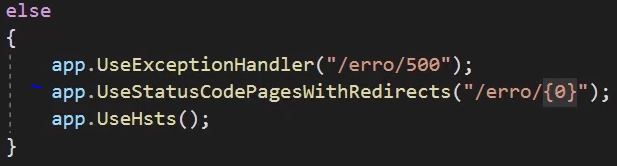 else
{
app.UseExceptionHandler("/erro/500");
app.UseStatusCodePagesWithRedirects("/erro/{0}");
app.UseHsts();
}